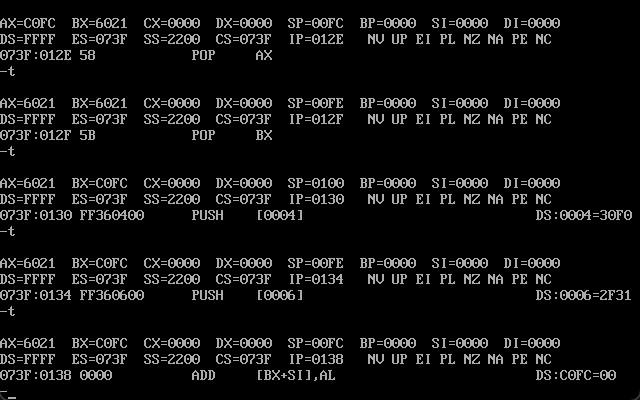 AX=C0FC  BX=6021  CX=0000  DX=0000  SP=00FC  BP=0000  SI=0000  DI=0000
DS=FFFF  ES=073F  SS=2200  CS=073F  IP=012E   NV UP EI PL NZ NA PE NC
073F:012E 58            POP     AX
-t
AX=6021  BX=6021  CX=0000  DX=0000  SP=00FE  BP=0000  SI=0000  DI=0000
DS=FFFF  ES=073F  SS=2200  CS=073F  IP=012F   NV UP EI PL NZ NA PE NC
073F:012F 5B            POP     BX
-t
AX=6021  BX=C0FC  CX=0000  DX=0000  SP=0100  BP=0000  SI=0000  DI=0000
DS=FFFF  ES=073F  SS=2200  CS=073F  IP=0130   NV UP EI PL NZ NA PE NC
073F:0130 FF360400      PUSH    [0004]                             DS:0004=30F0
-t
AX=6021  BX=C0FC  CX=0000  DX=0000  SP=00FE  BP=0000  SI=0000  DI=0000
DS=FFFF  ES=073F  SS=2200  CS=073F  IP=0134   NV UP EI PL NZ NA PE NC
073F:0134 FF360600      PUSH    [0006]                             DS:0006=2F31
-t
AX=6021  BX=C0FC  CX=0000  DX=0000  SP=00FC  BP=0000  SI=0000  DI=0000
DS=FFFF  ES=073F  SS=2200  CS=073F  IP=0138   NV UP EI PL NZ NA PE NC
073F:0138 0000          ADD     [BX+SI],AL                         DS:C0FC=00
-_